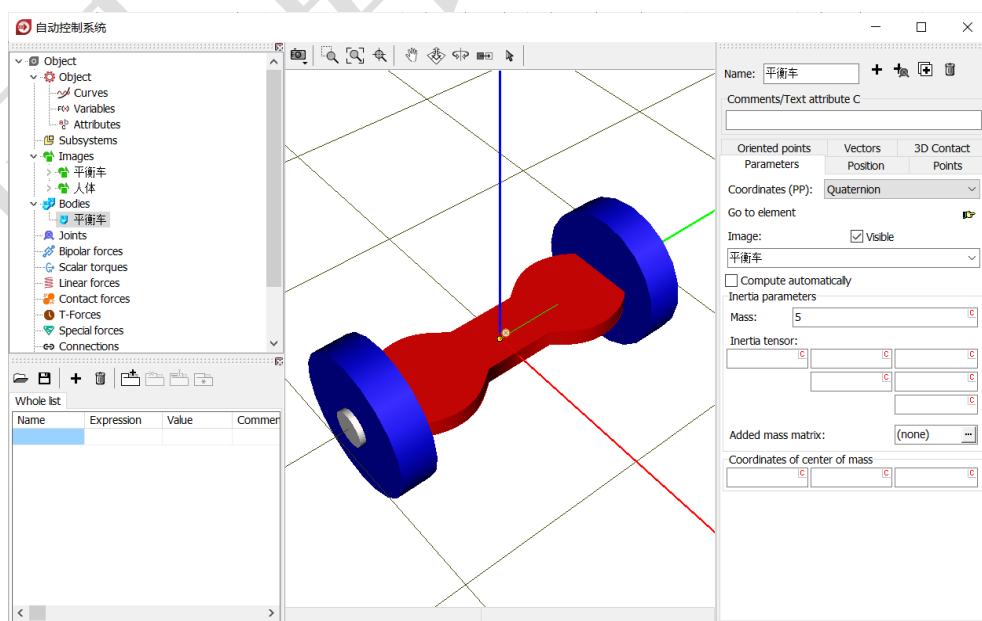 自动控制系统
Object
Object
Curves
F(x) Variables
Attributes
Subsystems
Images
平衡车
人体
Bodies
平衡车
Joints
Bipolar forces
Scalar torques
Linear forces
Contact forces
T-Forces
Special forces
Connections
Whole list
Name Expression Value Commen
Name: 平衡车
Comments/Text attribute C
Oriented points Vectors 3D Contact
Parameters Position Points
Coordinates (PP): Quaternion
Go to element
Image: Visible
平衡车
Compute automatically
Inertia parameters
Mass: 5 C
Inertia tensor:
C C C
C C
C
Added mass matrix: (none) ...
Coordinates of center of mass
C C C